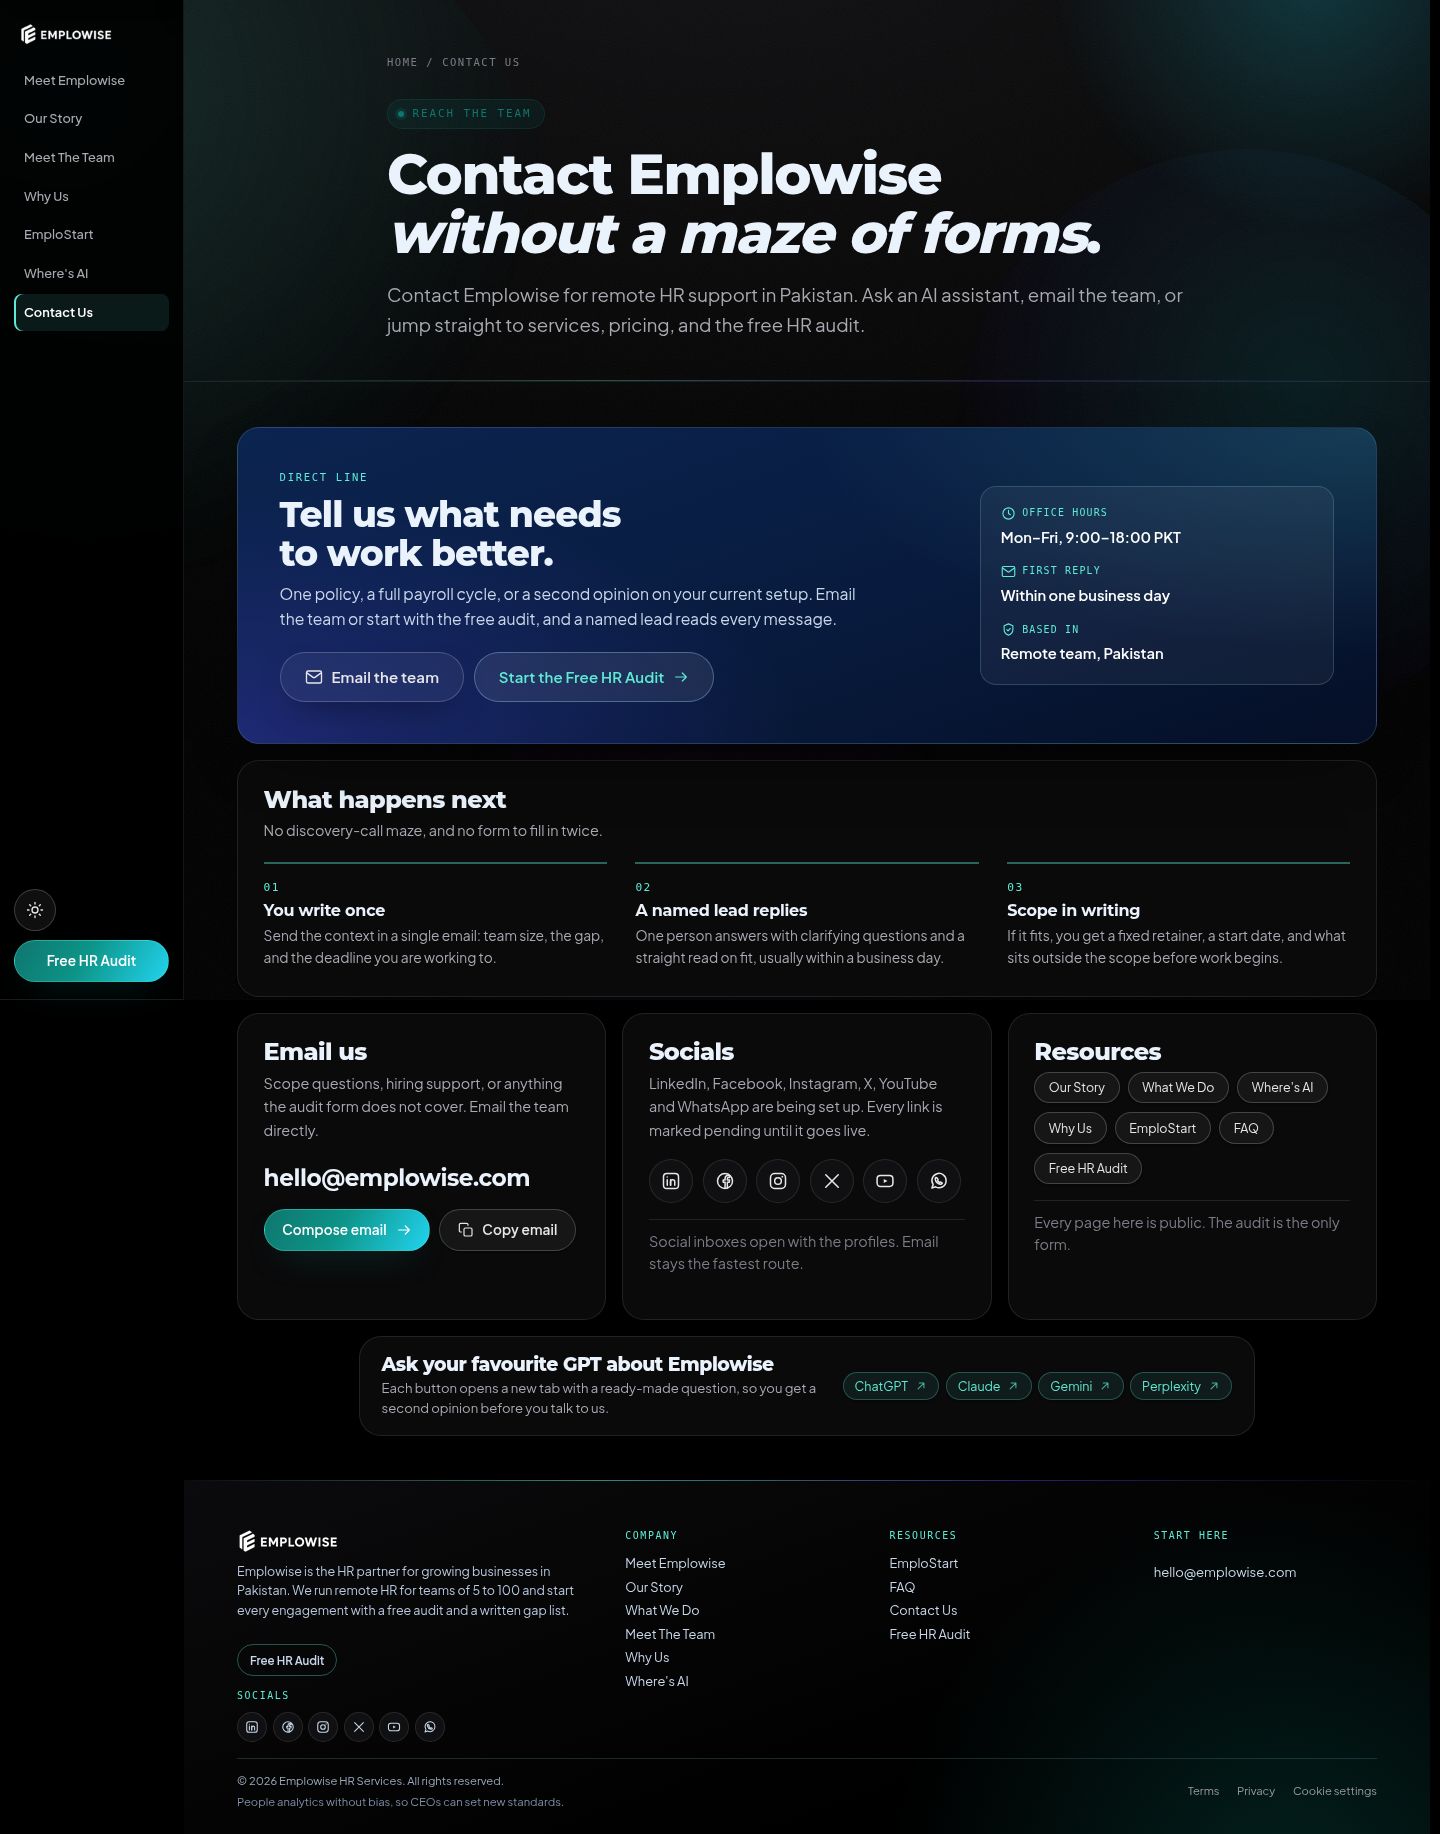 EMPLOWISE
Meet Emplowise
Our Story
Meet The Team
Why Us
EmploStart
Where's AI
Contact Us
Free HR Audit
HOME / CONTACT US
REACH THE TEAM
Contact Emplowise
without a maze of forms.
Contact Emplowise for remote HR support in Pakistan. Ask an AI assistant, email the team, or
jump straight to services, pricing, and the free HR audit.
DIRECT LINE
Tell us what needs
to work better.
One policy, a full payroll cycle, or a second opinion on your current setup. Email
the team or start with the free audit, and a named lead reads every message.
Email the team
Start the Free HR Audit →
OFFICE HOURS
Mon–Fri, 9:00–18:00 PKT
FIRST REPLY
Within one business day
BASED IN
Remote team, Pakistan
What happens next
No discovery-call maze, and no form to fill in twice.
01
You write once
Send the context in a single email: team size, the gap,
and the deadline you are working to.
02
A named lead replies
One person answers with clarifying questions and a
straight read on fit, usually within a business day.
03
Scope in writing
If it fits, you get a fixed retainer, a start date, and what
sits outside the scope before work begins.
Email us
Scope questions, hiring support, or anything
the audit form does not cover. Email the team
directly.
hello@emplowise.com
Compose email →
Copy email
Socials
LinkedIn, Facebook, Instagram, X, YouTube
and WhatsApp are being set up. Every link is
marked pending until it goes live.
Social inboxes open with the profiles. Email
stays the fastest route.
Resources
Our Story
What We Do
Where's AI
Why Us
EmploStart
FAQ
Free HR Audit
Every page here is public. The audit is the only
form.
Ask your favourite GPT about Emplowise
Each button opens a new tab with a ready-made question, so you get a
second opinion before you talk to us.
ChatGPT ↗
Claude ↗
Gemini ↗
Perplexity ↗
EMPLOWISE
Emplowise is the HR partner for growing businesses in
Pakistan. We run remote HR for teams of 5 to 100 and start
every engagement with a free audit and a written gap list.
Free HR Audit
SOCIALS
COMPANY
Meet Emplowise
Our Story
What We Do
Meet The Team
Why Us
Where's AI
RESOURCES
EmploStart
FAQ
Contact Us
Free HR Audit
START HERE
hello@emplowise.com
© 2026 Emplowise HR Services. All rights reserved.
People analytics without bias, so CEOs can set new standards.
Terms
Privacy
Cookie settings